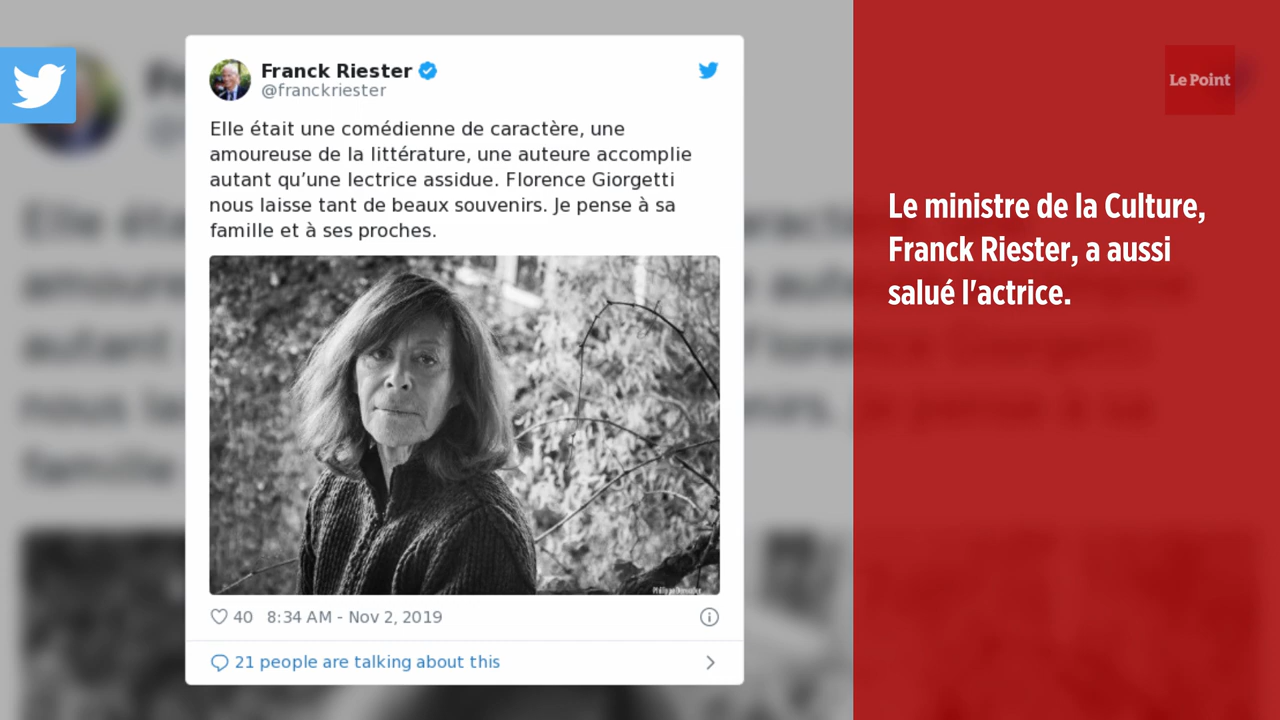 Franck Riester
@franckriester
Elle était une comédienne de caractère, une
amoureuse de la littérature, une auteure accomplie
autant qu’une lectrice assidue. Florence Giorgetti
nous laisse tant de beaux souvenirs. Je pense à sa
famille et à ses proches.
40 8:34 AM - Nov 2, 2019
21 people are talking about this
Le Point
Le ministre de la Culture,
Franck Riester, a aussi
salué l'actrice.